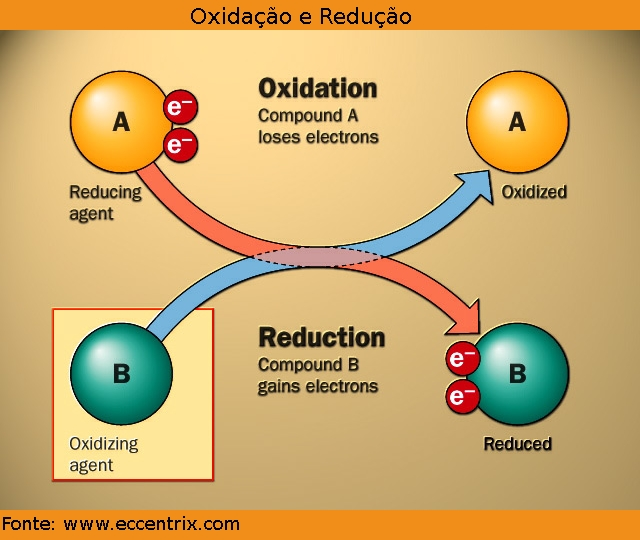 Oxidação e Redução
A
e−
e−
Oxidation
Compound A
loses electrons
A
Reducing
agent
Oxidized
B
Oxidizing
agent
Reduction
Compound B
gains electrons
e−
e−
B
Reduced
Fonte: www.eccentrix.com